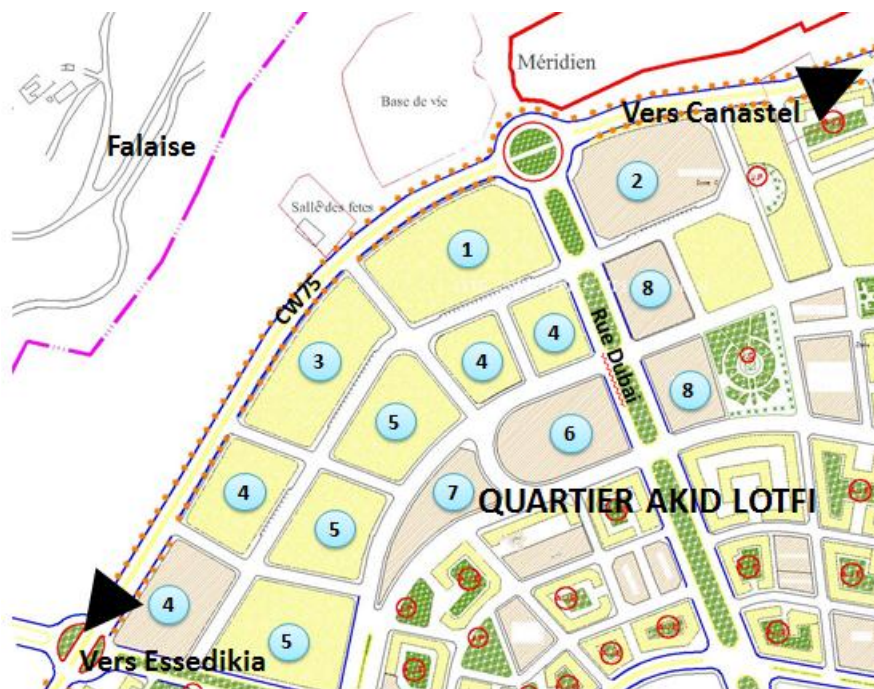 Méridien
Base de vie
Vers Canastel
Falaise
2
Salle des fetes
1
CW75
8
4
Rue Dubai
3
4
8
5
6
4
7
QUARTIER AKID LOTFI
5
4
5
Vers Essedikia